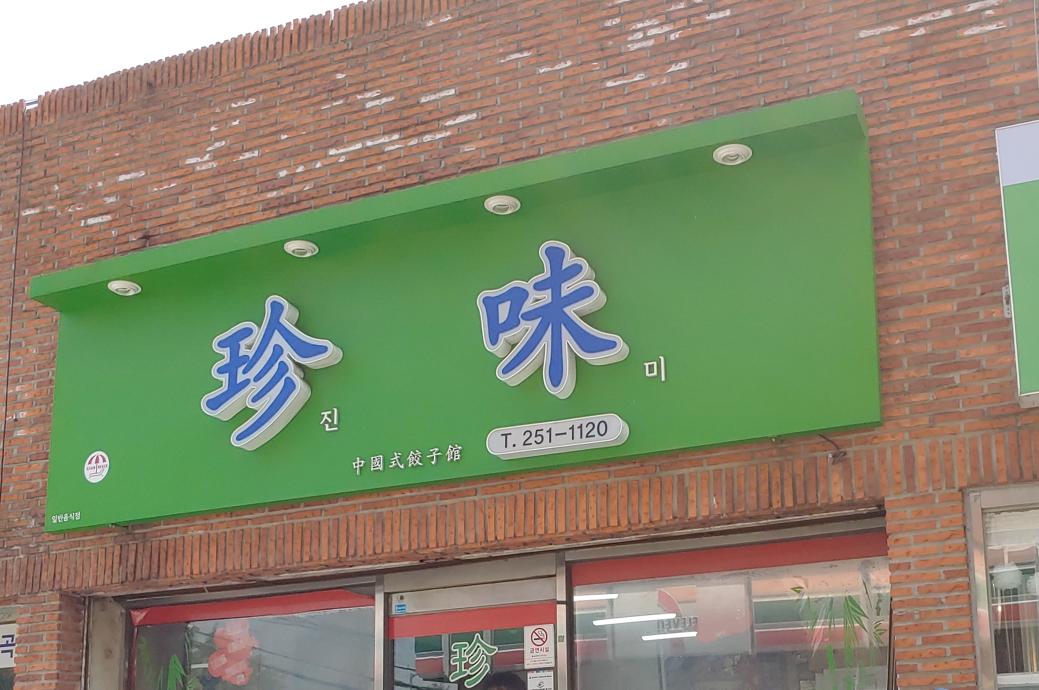 珍 味
진 미
中國式餃子館
T. 251-1120
일반음식점
珍
금연시설
곡